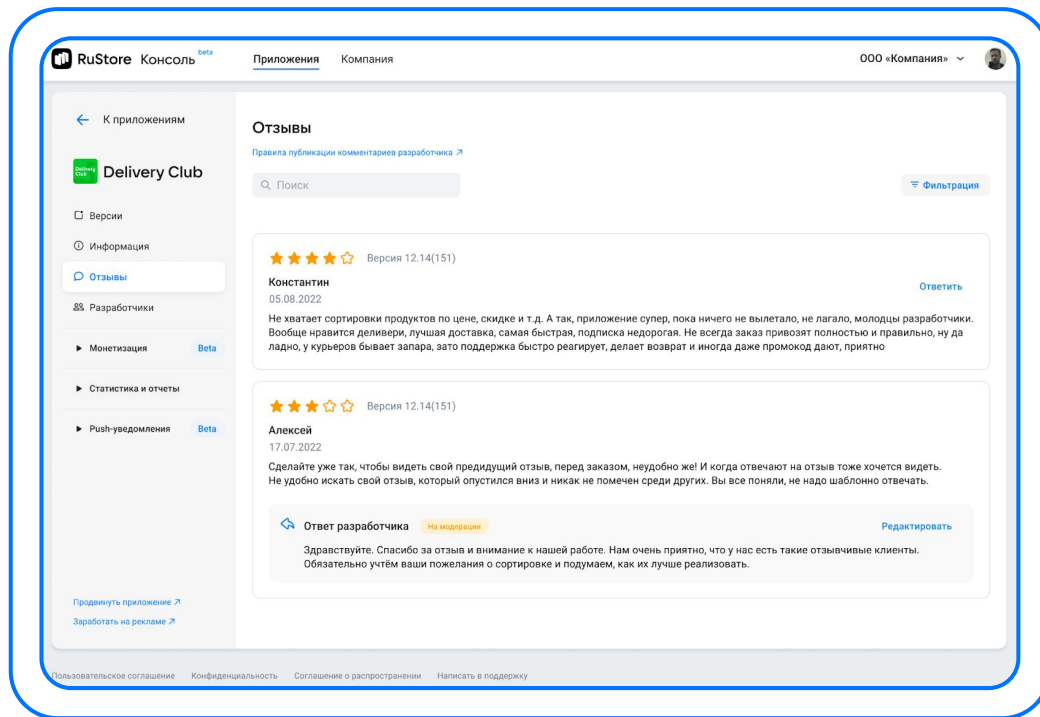 RuStore Консоль beta
Приложения Компания
ООО «Компания»
К приложениям
Delivery Club
Delivery Club
Версии
Информация
Отзывы
Разработчики
Монетизация Beta
Статистика и отчеты
Push-уведомления Beta
Продвинуть приложение
Заработать на рекламе
Отзывы
Правила публикации комментариев разработчика
Поиск
Фильтрация
Версия 12.14(151)
Константин
Ответить
05.08.2022
Не хватает сортировки продуктов по цене, скидке и т.д. А так, приложение супер, пока ничего не вылетало, не лагало, молодцы разработчики.
Вообще нравится деливери, лучшая доставка, самая быстрая, подписка недорогая. Не всегда заказ привозят полностью и правильно, ну да
ладно, у курьеров бывает запара, зато поддержка быстро реагирует, делает возврат и иногда даже промокод дают, приятно
Версия 12.14(151)
Алексей
17.07.2022
Сделайте уже так, чтобы видеть свой предидущий отзыв, перед заказом, неудобно же! И когда отвечают на отзыв тоже хочется видеть.
Не удобно искать свой отзыв, который опустился вниз и никак не помечен среди других. Вы все поняли, не надо шаблонно отвечать.
Ответ разработчика На модерации Редактировать
Здравствуйте. Спасибо за отзыв и внимание к нашей работе. Нам очень приятно, что у нас есть такие отзывчивые клиенты.
Обязательно учтём ваши пожелания о сортировке и подумаем, как их лучше реализовать.
Пользовательское соглашение Конфиденциальность Соглашение о распространении Написать в поддержку